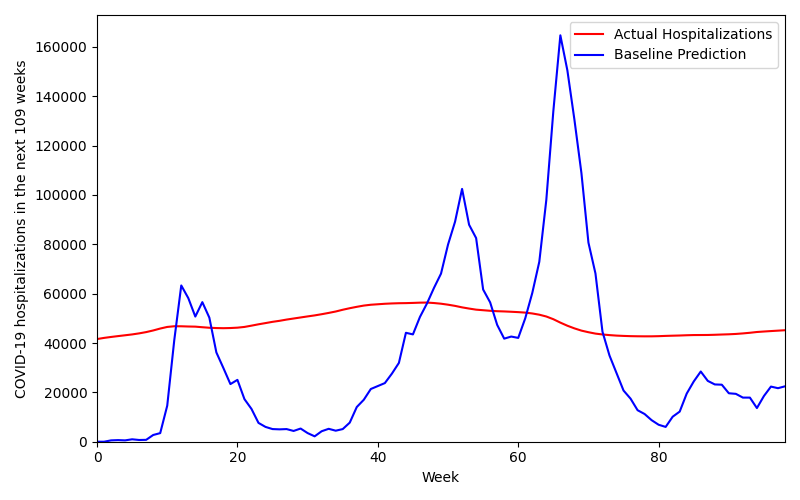 Actual Hospitalizations
Baseline Prediction
COVID-19 hospitalizations in the next 109 weeks
160000
140000
120000
100000
80000
60000
40000
20000
0
0 20 40 60 80
Week